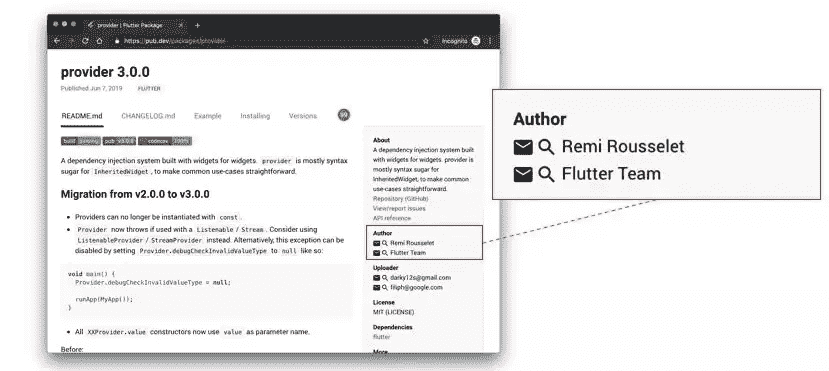 provider | Flutter Package
https://pub.dev/packages/provider
Incognito
provider 3.0.0
Published Jun 7, 2019
FLUTTER
README.md
CHANGELOG.md
Example
Installing
Versions
99
build passing
pub v3.0.0
codecov 100%
A dependency injection system built with widgets for widgets. provider is mostly syntax
sugar for InheritedWidget, to make common use-cases straightforward.
Migration from v2.0.0 to v3.0.0
• Providers can no longer be instantiated with const.
• Provider now throws if used with a Listenable / Stream. Consider using
ListenableProvider / StreamProvider instead. Alternatively, this exception can be
disabled by setting Provider.debugCheckInvalidValueType to null like so:
void main() {
Provider.debugCheckInvalidValueType = null;
runApp(MyApp());
}
• All XXProvider.value constructors now use value as parameter name.
Before:
About
A dependency injection system built
with widgets for widgets. provider is
mostly syntax sugar for
InheritedWidget, to make common
use-cases straightforward.
Repository (GitHub)
View/report issues
API reference
Author
Remi Rousselet
Flutter Team
Uploader
darky12s@gmail.com
filiph@google.com
License
MIT (LICENSE)
Dependencies
flutter
More
Author
Remi Rousselet
Flutter Team